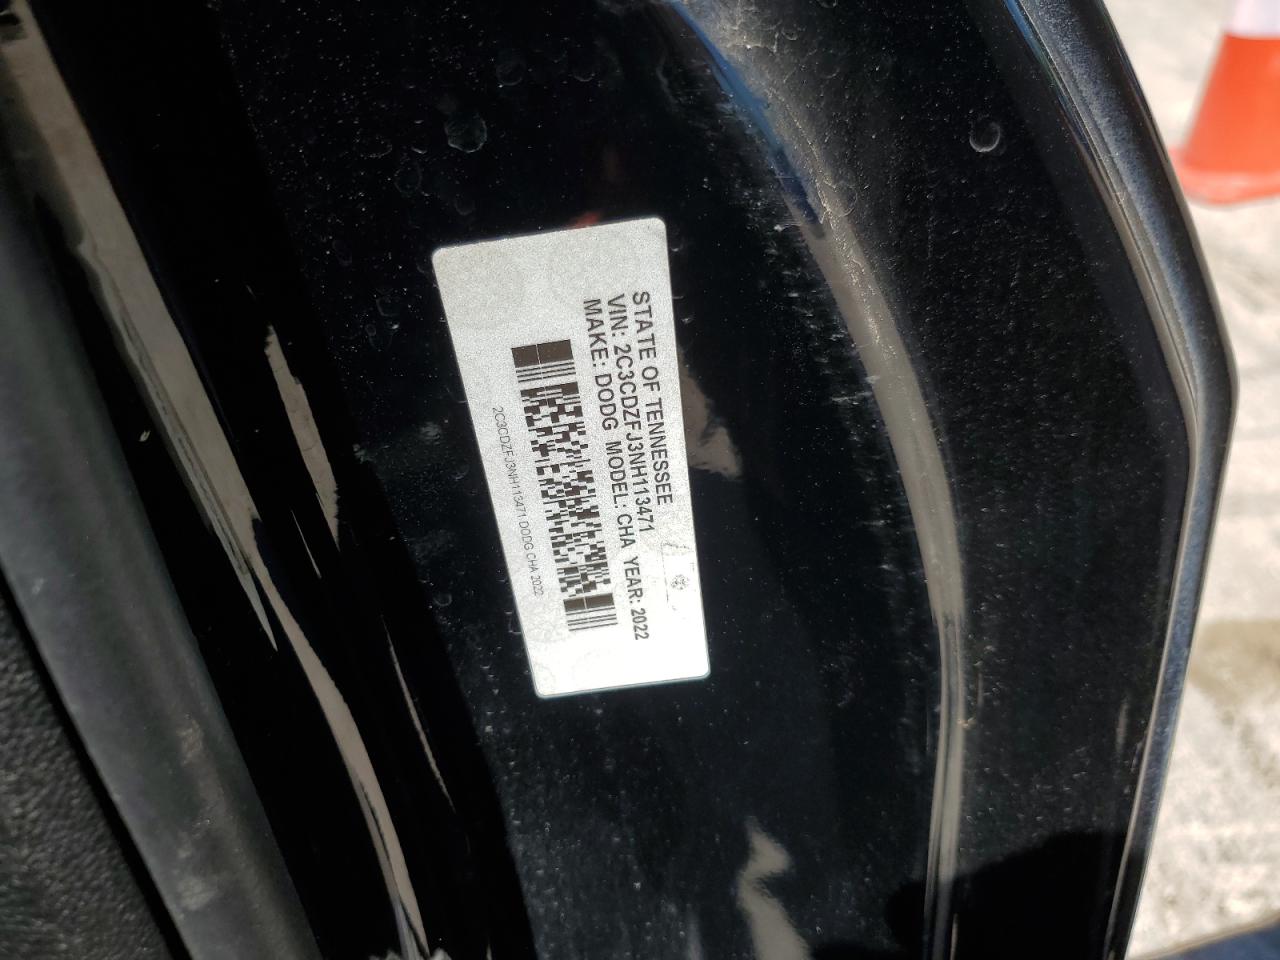 STATE OF TENNESSEE
VIN: 2C3CDZFJ3NH113471
MAKE: DODG MODEL: CHA YEAR: 2022
2C3CDZFJ3NH113471 DODG CHA 2022